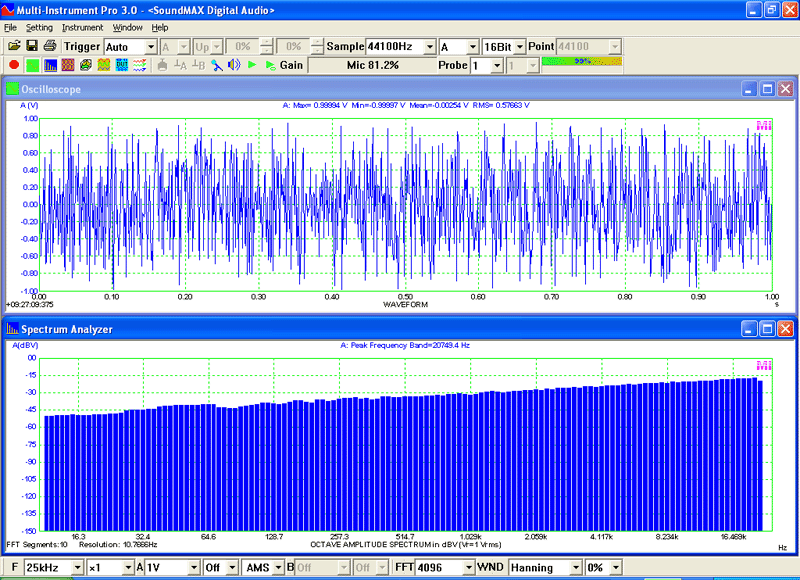 Multi-Instrument Pro 3.0 - <SoundMAX Digital Audio>
File Setting Instrument Window Help
Trigger Auto A Up 0% 0% Sample 44100Hz A 16Bit Point 44100
A B Gain Mic 81.2% Probe 1 1 99%
Oscilloscope
A (V) A: Max= 0.99994 V Min=-0.99997 V Mean=-0.00254 V RMS= 0.57663 V
1.00
0.80
0.60
0.40
0.20
0.00
-0.20
-0.40
-0.60
-0.80
-1.00
0.00 0.10 0.20 0.30 0.40 0.50 0.60 0.70 0.80 0.90 1.00
+09:27:09:375 WAVEFORM s
Spectrum Analyzer
A(dBV) A: Peak Frequency Band=20749.4 Hz
00
-15
-30
-45
-60
-75
-90
-105
-120
-135
-150
16.3 32.4 64.6 128.7 257.3 514.7 1.029k 2.059k 4.117k 8.234k 16.469k
FFT Segments:10 Resolution: 10.7666Hz OCTAVE AMPLITUDE SPECTRUM in dBV (Vr=1 Vrms) Hz
F 25kHz ×1 A 1V Off AMS B Off Off FFT 4096 WND Hanning 0%